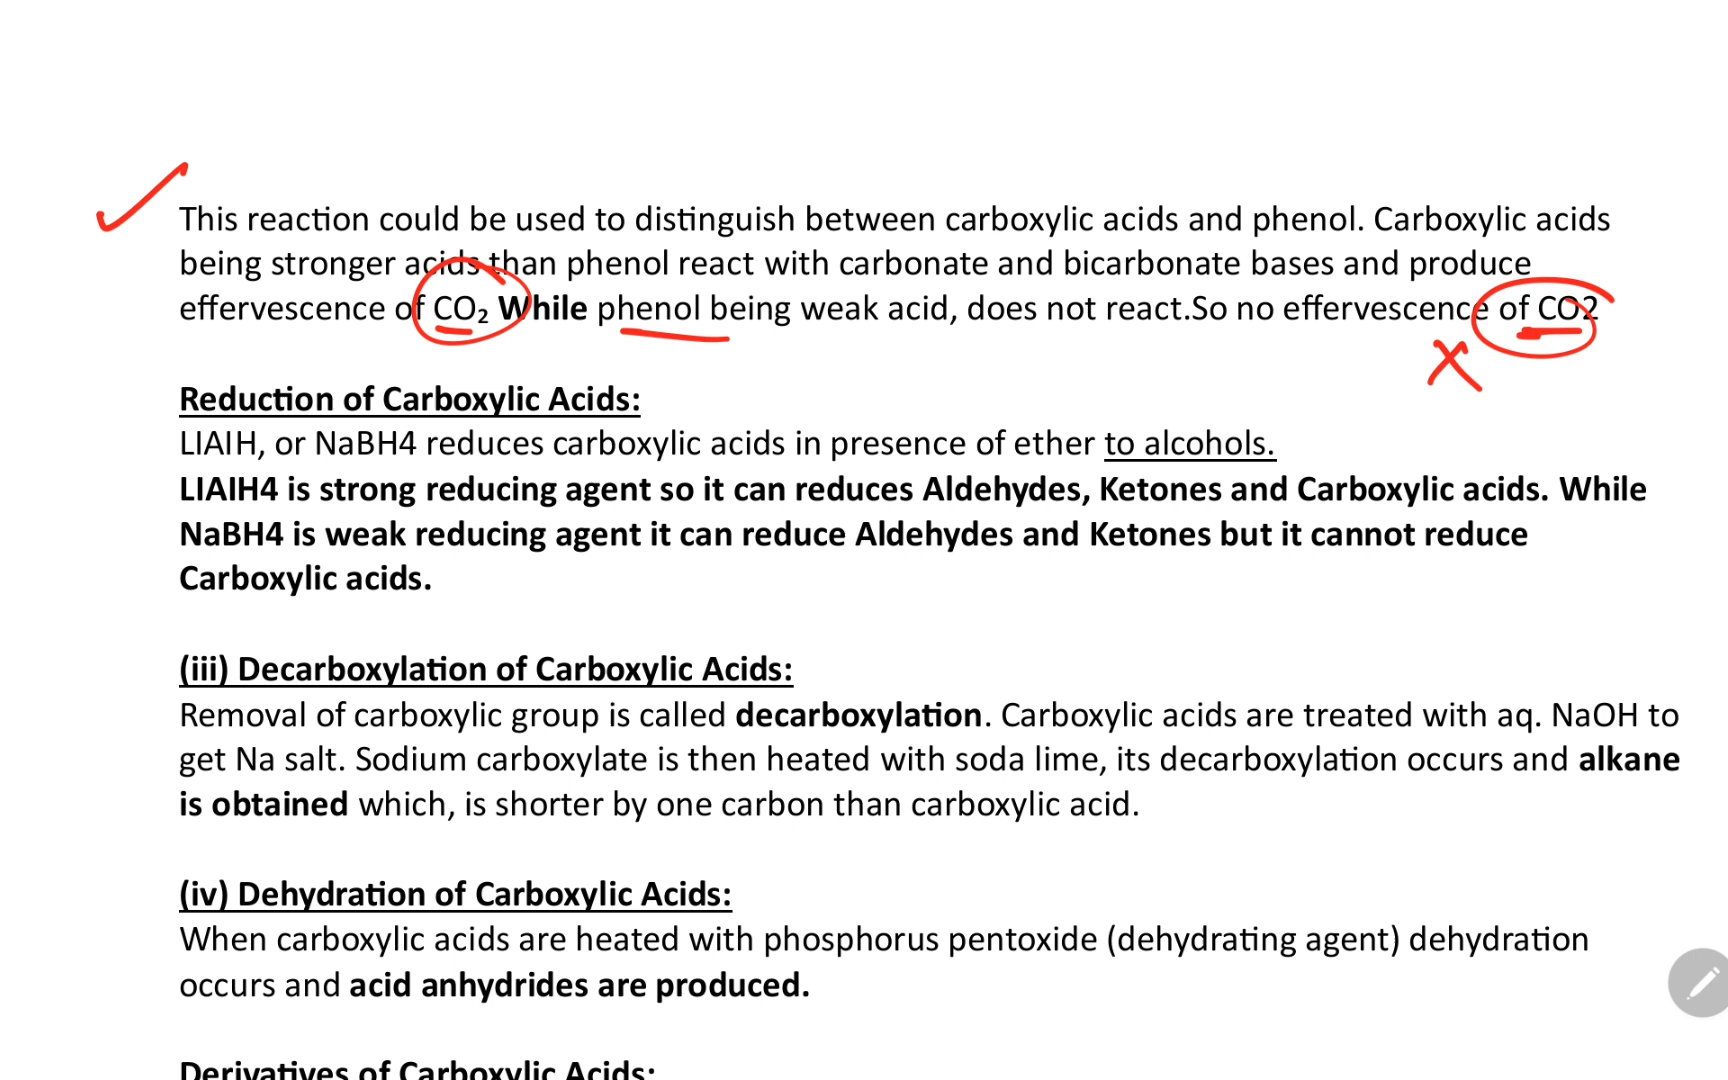 This reaction could be used to distinguish between carboxylic acids and phenol. Carboxylic acids
being stronger acids than phenol react with carbonate and bicarbonate bases and produce
effervescence of CO₂ While phenol being weak acid, does not react.So no effervescence of CO2
Reduction of Carboxylic Acids:
LIAIH, or NaBH4 reduces carboxylic acids in presence of ether to alcohols.
LIAIH4 is strong reducing agent so it can reduces Aldehydes, Ketones and Carboxylic acids. While
NaBH4 is weak reducing agent it can reduce Aldehydes and Ketones but it cannot reduce
Carboxylic acids.
(iii) Decarboxylation of Carboxylic Acids:
Removal of carboxylic group is called decarboxylation. Carboxylic acids are treated with aq. NaOH to
get Na salt. Sodium carboxylate is then heated with soda lime, its decarboxylation occurs and alkane
is obtained which, is shorter by one carbon than carboxylic acid.
(iv) Dehydration of Carboxylic Acids:
When carboxylic acids are heated with phosphorus pentoxide (dehydrating agent) dehydration
occurs and acid anhydrides are produced.
Derivatives of Carboxylic Acids: